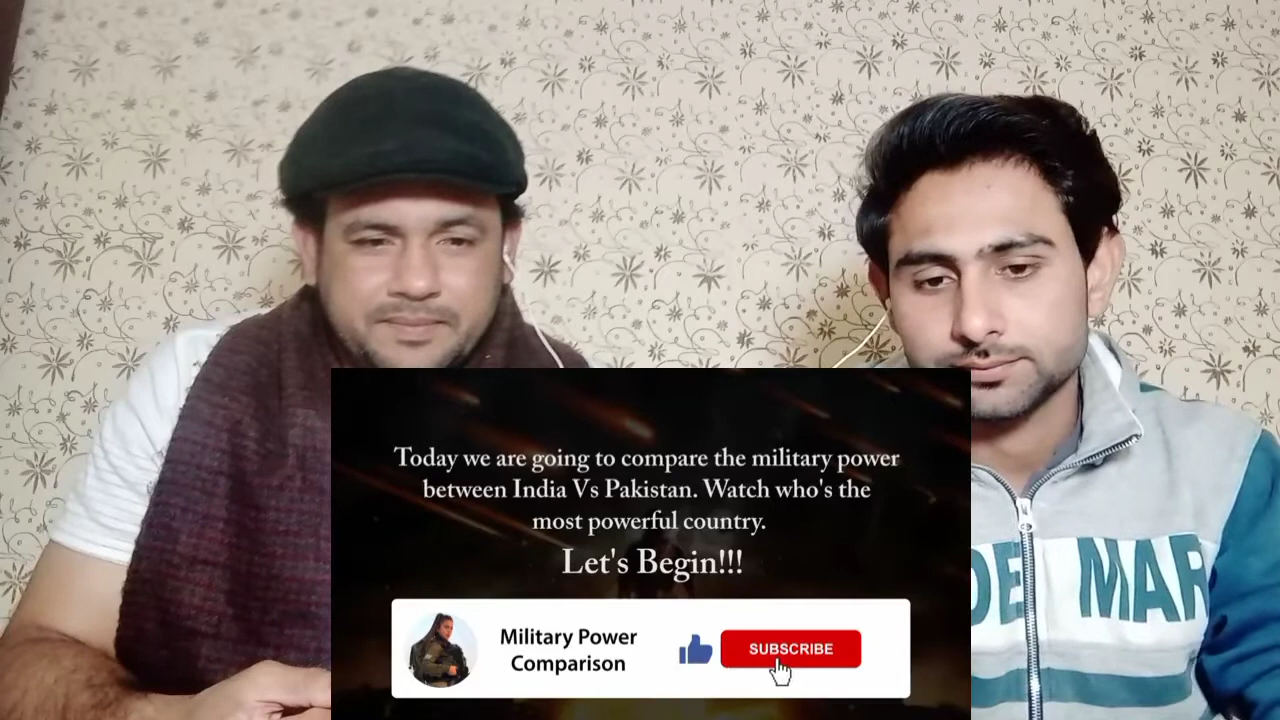 Today we are going to compare the military power
between India Vs Pakistan. Watch who's the
most powerful country.
Let's Begin!!!
Military Power
Comparison
SUBSCRIBE
DE MAR